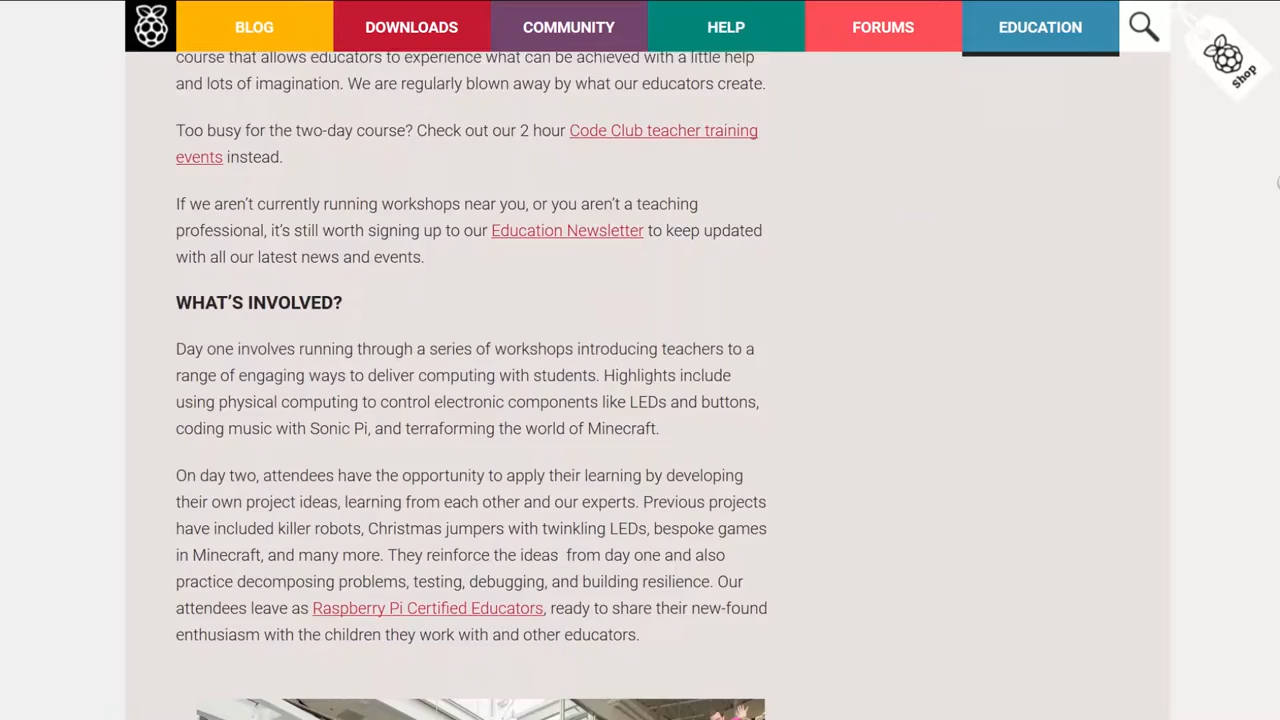 BLOG
DOWNLOADS
COMMUNITY
HELP
FORUMS
EDUCATION
shop
course that allows educators to experience what can be achieved with a little help
and lots of imagination. We are regularly blown away by what our educators create.
Too busy for the two-day course? Check out our 2 hour Code Club teacher training
events instead.
If we aren’t currently running workshops near you, or you aren’t a teaching
professional, it’s still worth signing up to our Education Newsletter to keep updated
with all our latest news and events.
WHAT’S INVOLVED?
Day one involves running through a series of workshops introducing teachers to a
range of engaging ways to deliver computing with students. Highlights include
using physical computing to control electronic components like LEDs and buttons,
coding music with Sonic Pi, and terraforming the world of Minecraft.
On day two, attendees have the opportunity to apply their learning by developing
their own project ideas, learning from each other and our experts. Previous projects
have included killer robots, Christmas jumpers with twinkling LEDs, bespoke games
in Minecraft, and many more. They reinforce the ideas  from day one and also
practice decomposing problems, testing, debugging, and building resilience. Our
attendees leave as Raspberry Pi Certified Educators, ready to share their new-found
enthusiasm with the children they work with and other educators.